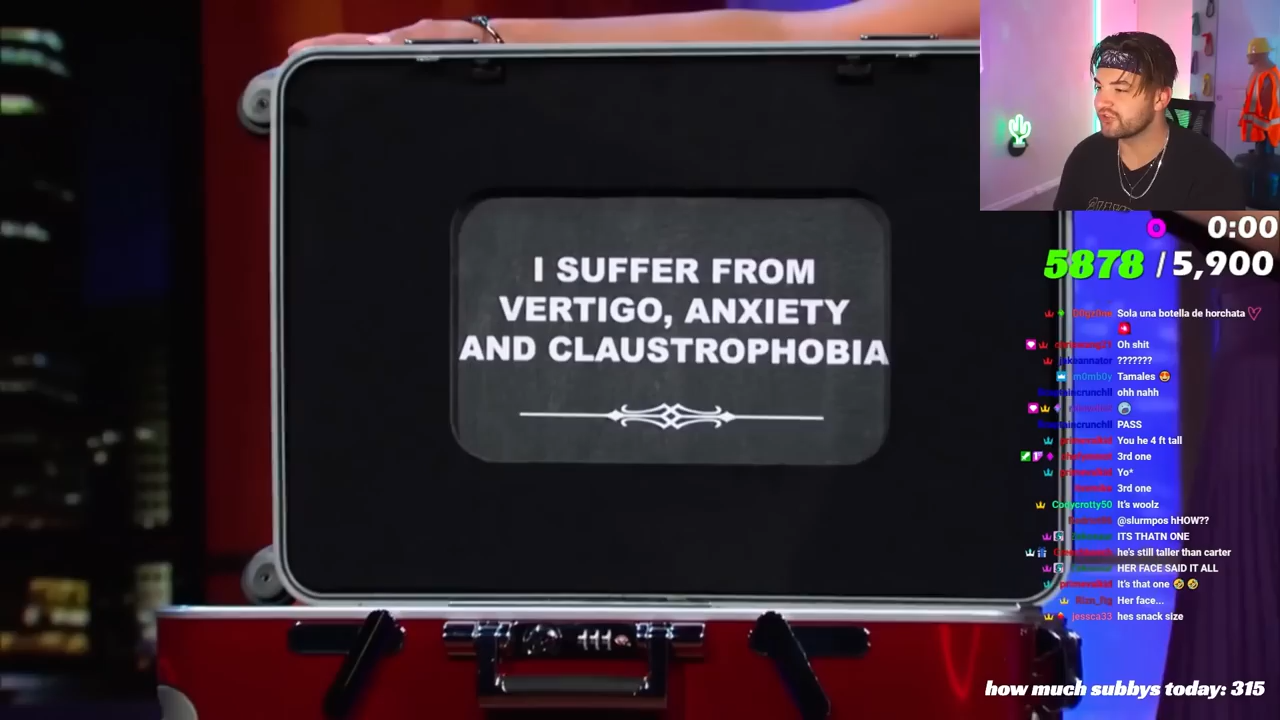 I SUFFER FROM
VERTIGO, ANXIETY
AND CLAUSTROPHOBIA
0:00
5878 / 5,900
Sola una botella de horchata
Oh shit
???????
m0mb0y Tamales
ohh nahh
PASS
You he 4 ft tall
3rd one
Yo*
3rd one
Conycrotty50 It's woolz
@slurmpos hHOW??
ITS THATN ONE
he's still taller than carter
HER FACE SAID IT ALL
It's that one
Her face...
jessca33 hes snack size
how much subbys today: 315